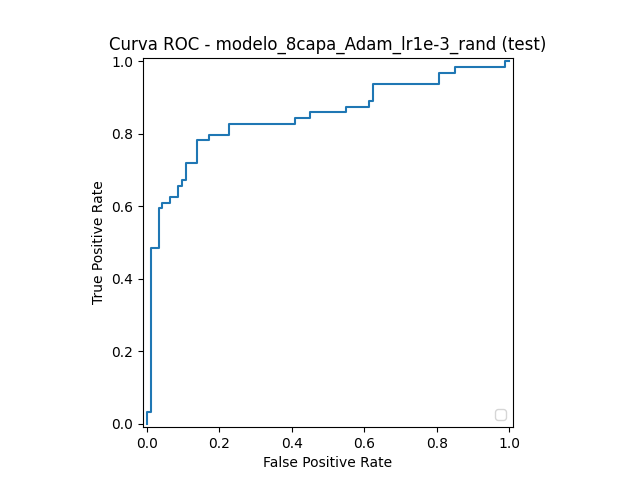 Curva ROC - modelo_8capa_Adam_lr1e-3_rand (test)
1.0
0.8
0.6
0.4
0.2
0.0
True Positive Rate
0.0 0.2 0.4 0.6 0.8 1.0
False Positive Rate